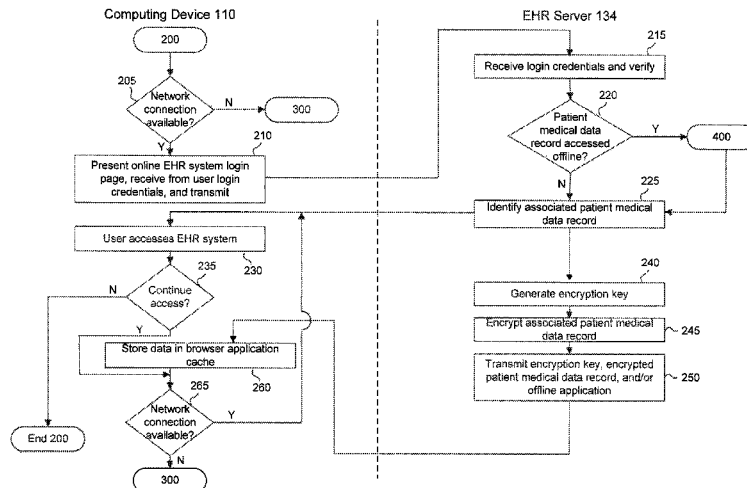 Computing Device 110
EHR Server 134
200
205
Network
connection
available?
N
300
Y
210
Present online EHR system login
page, receive from user login
credentials, and transmit
215
Receive login credentials and verify
220
Patient
medical data
record accessed
offline?
Y
400
N
225
Identify associated patient medical
data record
User accesses EHR system
230
235
Continue
access?
N
Y
240
Generate encryption key
Encrypt associated patient medical
data record
245
Transmit encryption key, encrypted
patient medical data record, and/or
offline application
250
Store data in browser application
cache
260
265
Network
connection
available?
Y
N
End 200
300